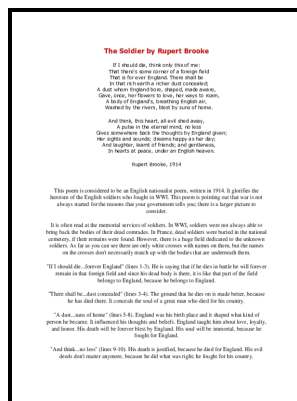 The Soldier by Rupert Brooke
If I should die, think only this of me:
That there's some corner of a foreign field
That is for ever England. There shall be
In that rich earth a richer dust concealed;
A dust whom England bore, shaped, made aware,
Gave, once, her flowers to love, her ways to roam,
A body of England's, breathing English air,
Washed by the rivers, blest by suns of home.
And think, this heart, all evil shed away,
A pulse in the eternal mind, no less
Gives somewhere back the thoughts by England given;
Her sights and sounds; dreams happy as her day;
And laughter, learnt of friends; and gentleness,
In hearts at peace, under an English heaven.
Rupert Brooke, 1914
This poem is considered to be an English nationalist poem, written in 1914. It glorifies the
heroism of the English soldiers who fought in WWI. This poem is pointing out that war is not
always started for the reasons that your government tells you; there is a larger picture to
consider.
It is often read at the memorial services of soldiers. In WWI, soldiers were not always able to
bring back the bodies of their dead comrades. In France, dead soldiers were buried in the national
cemetery, if their remains were found. However, there is a huge field dedicated to the unknown
soldiers. As far as you can see there are only white crosses with names on them, but the names
on the crosses don't necessarily match up with the bodies that are underneath them.
"If I should die...forever England" (lines 1-3). He is saying that if he dies in battle he will forever
remain in that foreign field and since his body dead is there, it is like that part of the field
belongs to England, because he belongs to England.
"There shall be...dust concealed" (lines 3-4). The ground that he dies on is made better, because
he has died there. It conceals the soul of a great man who died for his country.
"A dust...suns of home" (lines 5-8). England was his birth place and it shaped what kind of
person he became. It influenced his thoughts and beliefs. England taught him about love, loyalty,
and honor. His death will be forever blest by England. His soul will be immortal, because he
fought for England.
"And think...no less" (lines 9-10). His death is justified, because he died for England. His evil
deeds don't matter anymore, because he did what was right; he fought for his country.